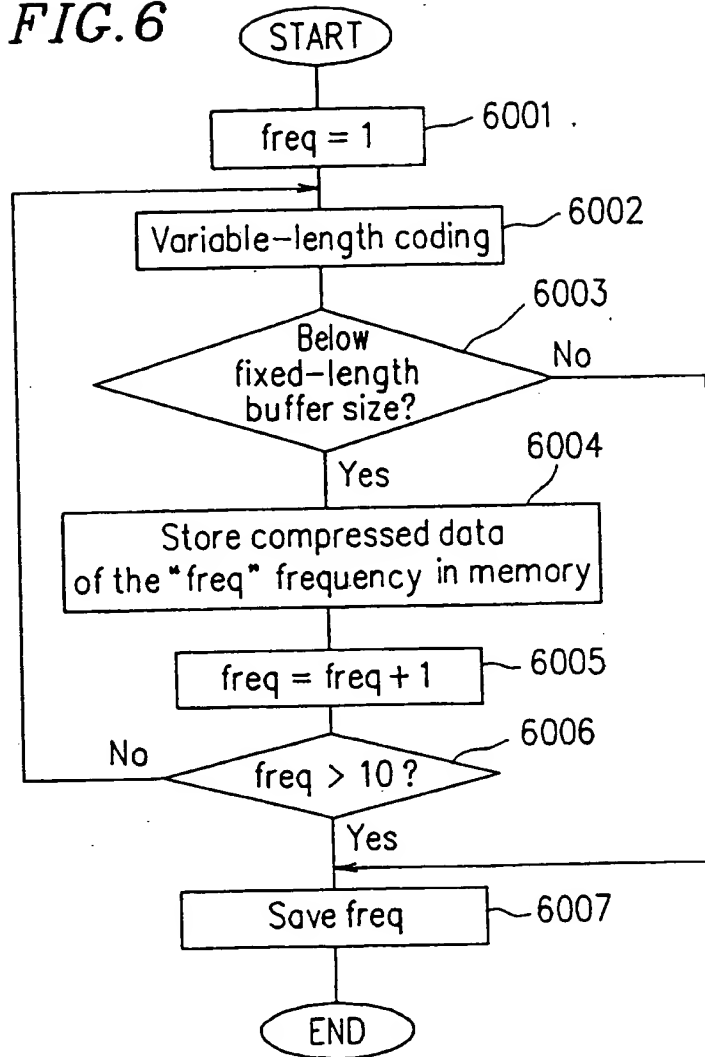 FIG.6
START
freq = 1
6001
Variable-length coding
6002
Below
fixed-length
buffer size?
6003
No
Yes
6004
Store compressed data
of the "freq" frequency in memory
freq = freq + 1
6005
No
freq > 10 ?
6006
Yes
Save freq
6007
END